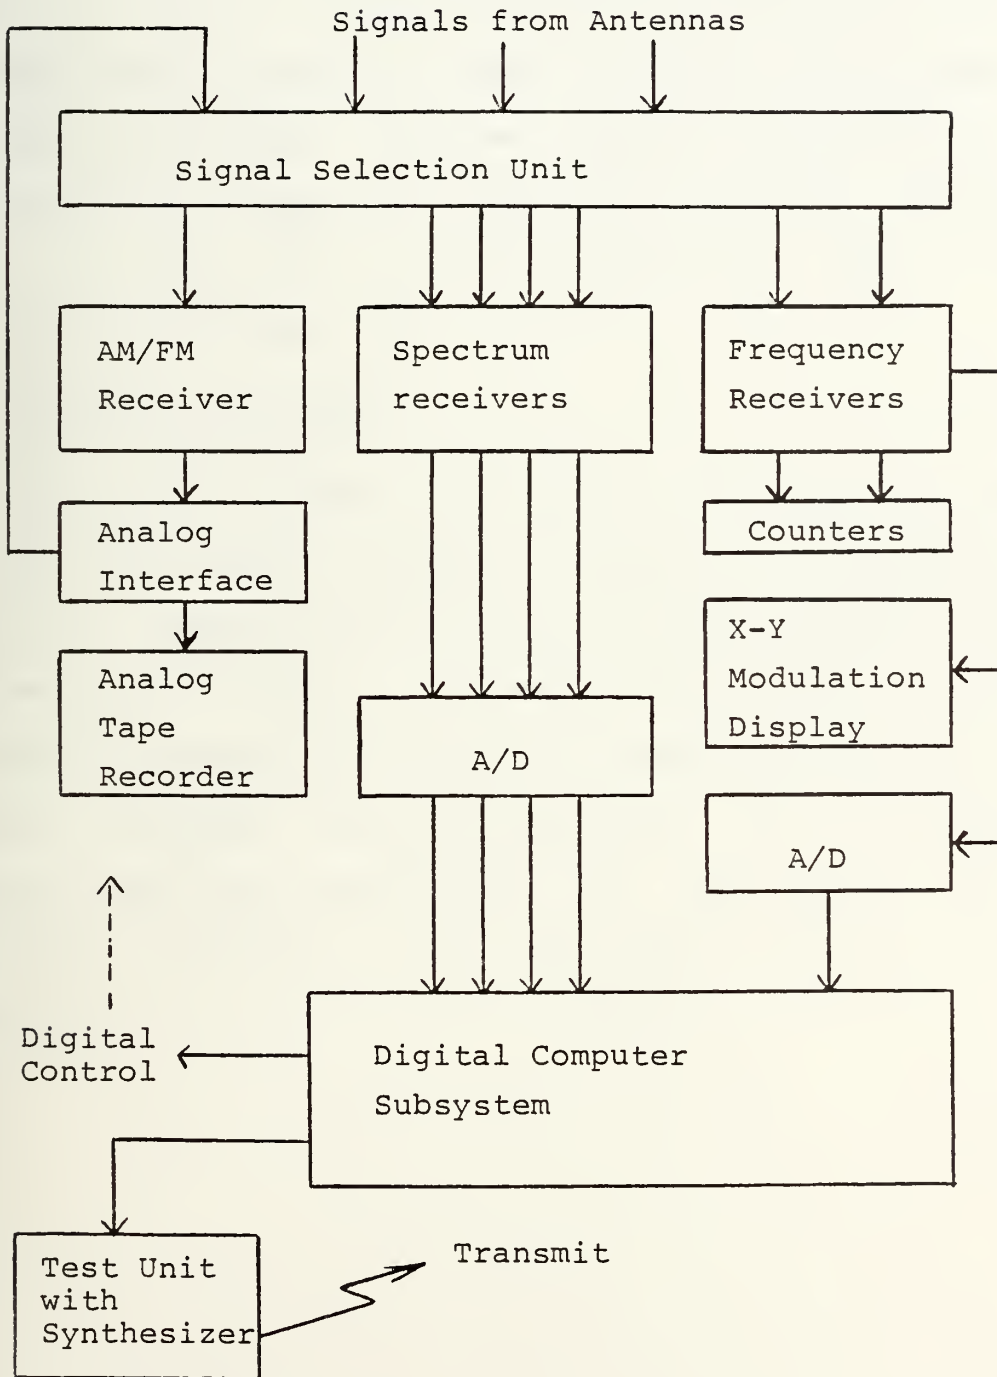 Signals from Antennas
Signal Selection Unit
AM/FM
Receiver
Spectrum
receivers
Frequency
Receivers
Analog
Interface
Counters
Analog
Tape
Recorder
X-Y
Modulation
Display
A/D
A/D
Digital
Control
Digital Computer
Subsystem
Test Unit
with
Synthesizer
Transmit